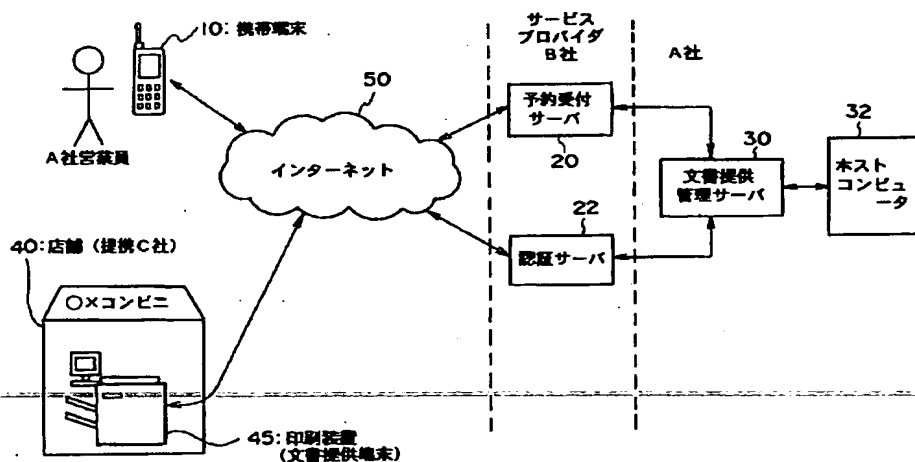 10：携帯端末
A社営業員
50
インターネット
サービス
プロバイダ
B社
A社
予約受付
サーバ
20
22
認証サーバ
30
文書提供
管理サーバ
32
ホスト
コンピュ
ータ
40：店舗（提携C社）
○×コンビニ
45：印刷装置
（文書提供端末）